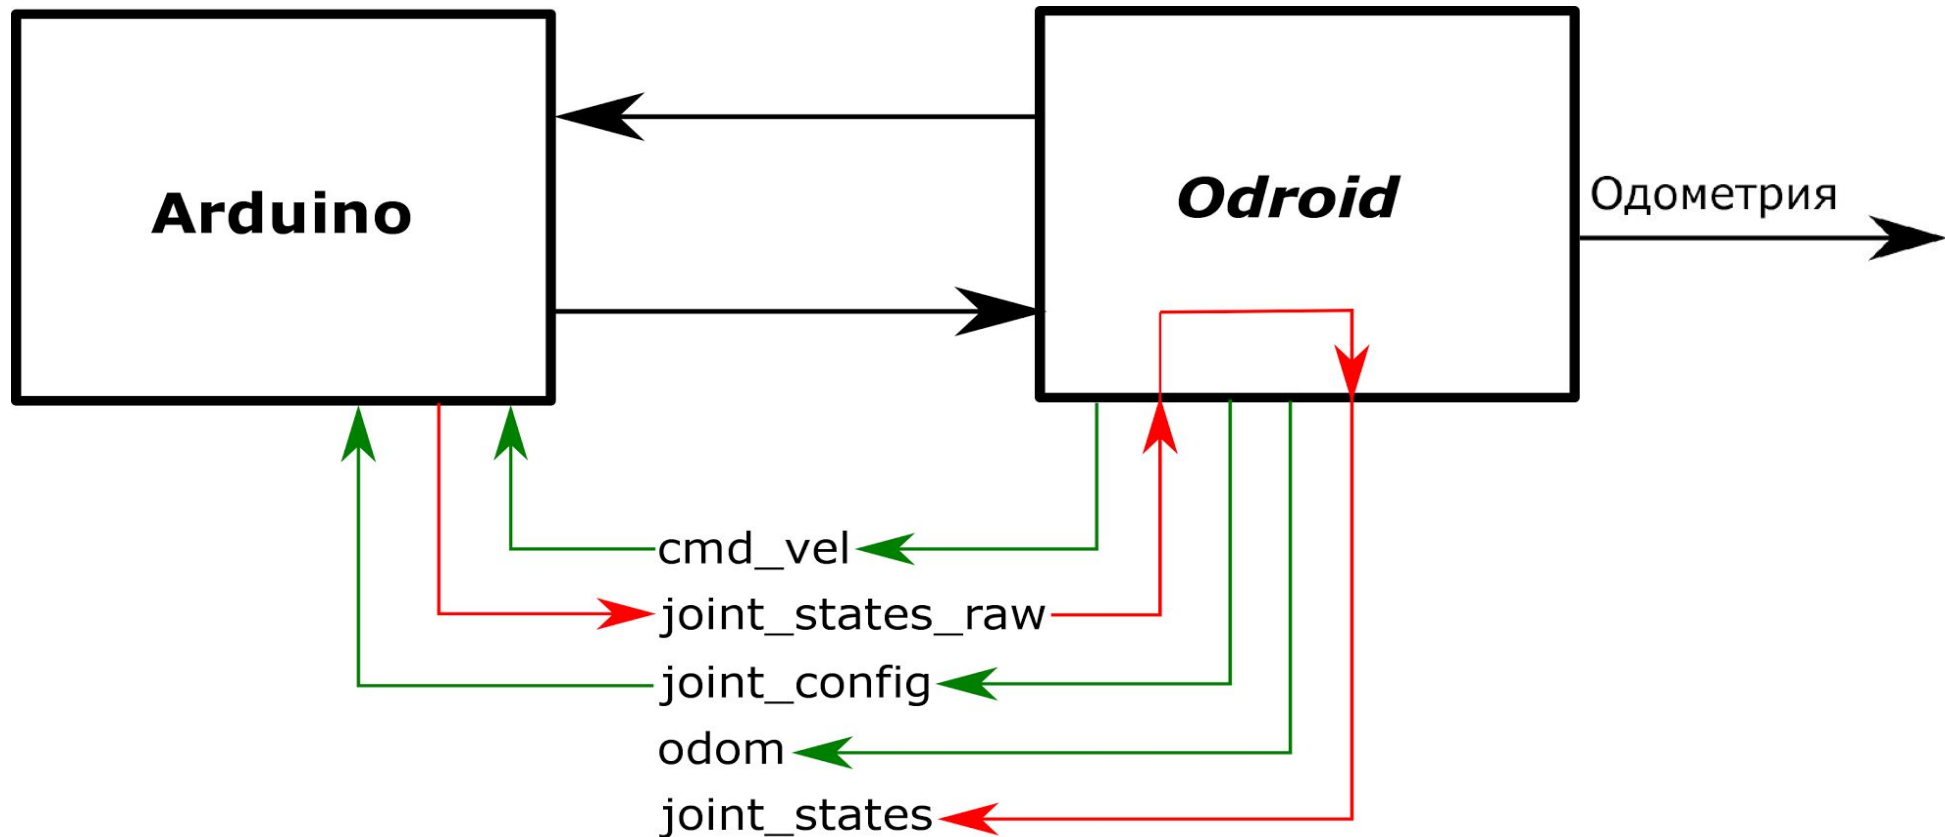 Arduino
Odroid
Одометрия
cmd_vel
joint_states_raw
joint_config
odom
joint_states